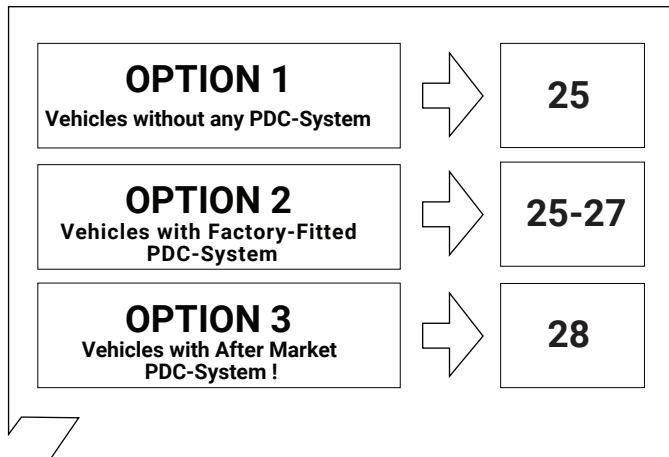 OPTION 1
Vehicles without any PDC-System
25
OPTION 2
Vehicles with Factory-Fitted
PDC-System
25-27
OPTION 3
Vehicles with After Market
PDC-System !
28